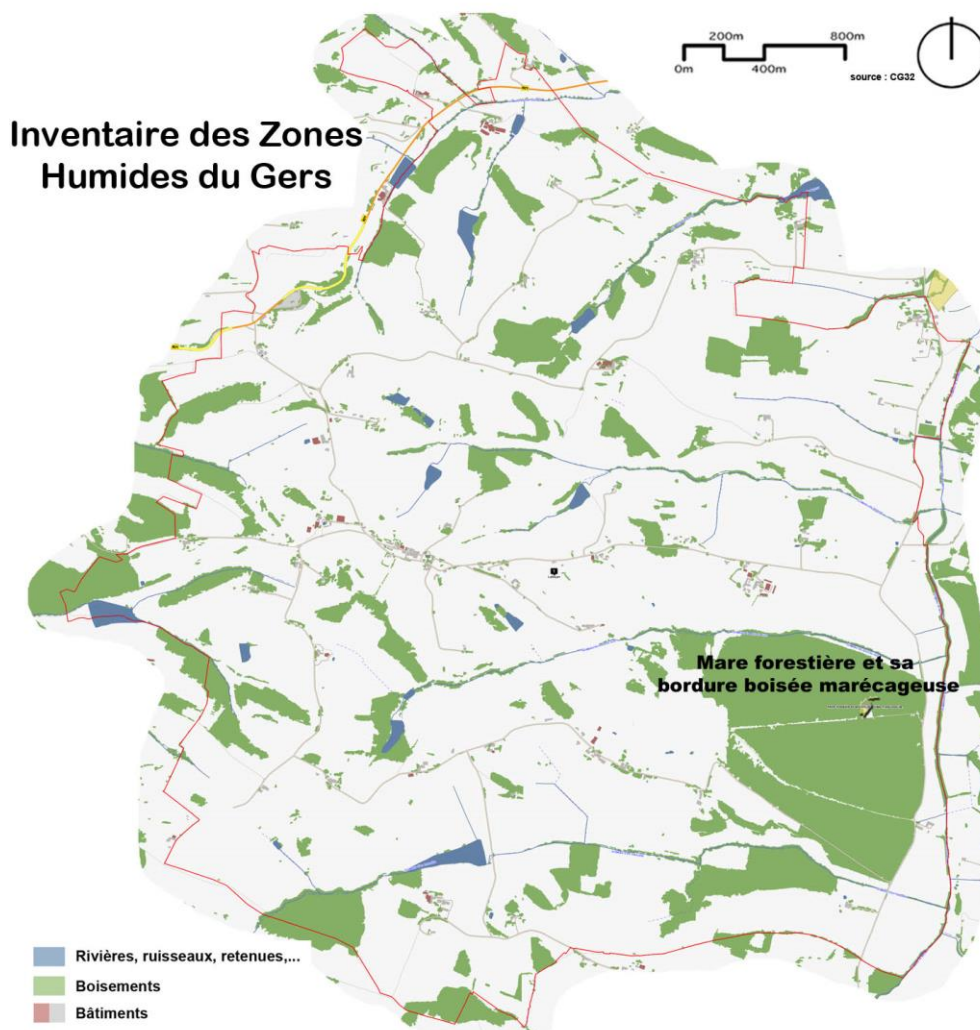 200m 800m
0m 400m
source : CG32
Inventaire des Zones
Humides du Gers
Mare forestière et sa
bordure boisée marécageuse
Rivières, ruisseaux, retenues,...
Boisements
Bâtiments